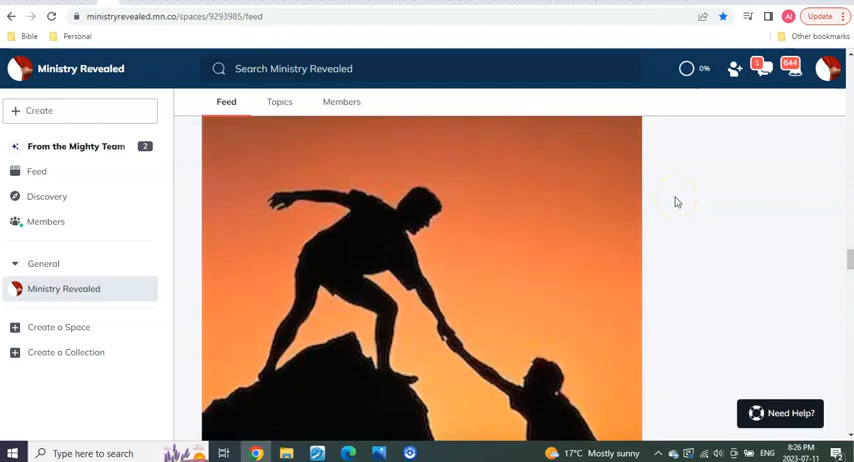 ministryrevealed.mn.co/spaces/9293985/feed
AI
Update
Bible
Personal
Other bookmarks
Ministry Revealed
Search Ministry Revealed
0%
1
644
Create
Feed
Topics
Members
From the Mighty Team
2
Feed
Discovery
Members
General
Ministry Revealed
Create a Space
Create a Collection
Need Help?
Type here to search
17°C Mostly sunny
ENG
8:26 PM
2023-07-11
2